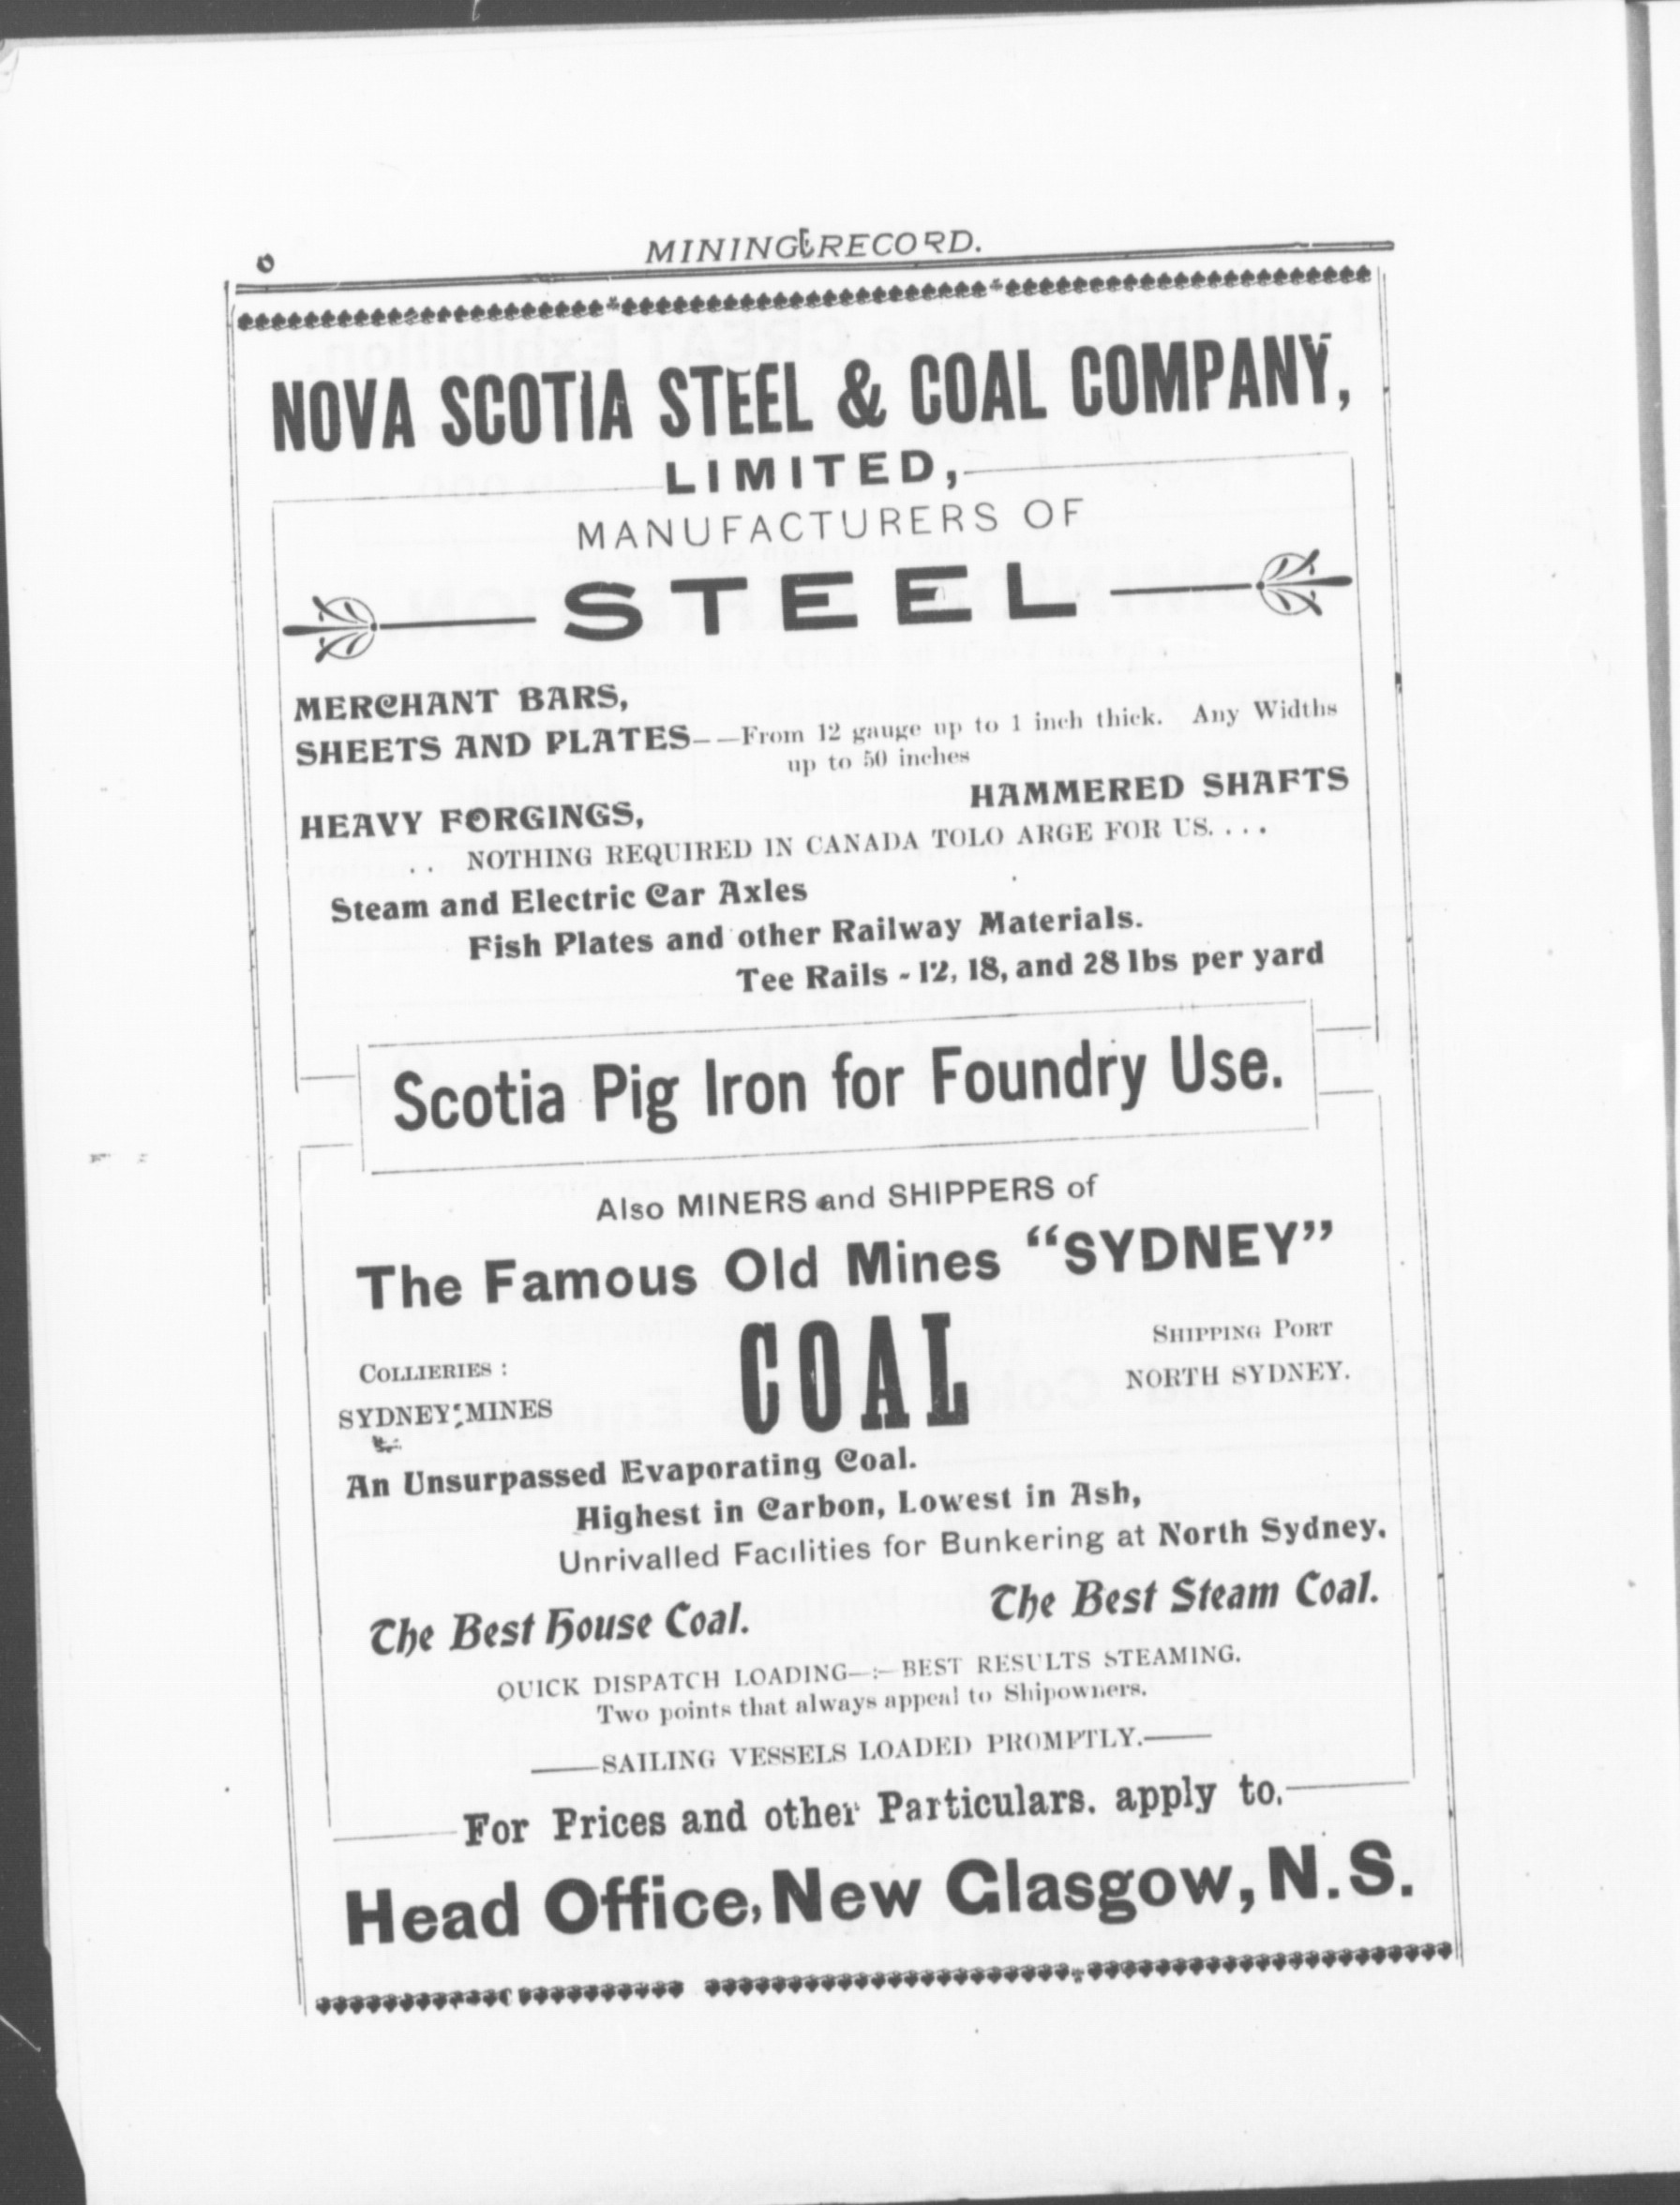 MINING RECORD.
NOVA SCOTIA STEEL & COAL COMPANY,
LIMITED,
MANUFACTURERS OF
STEEL
MERCHANT BARS,
SHEETS AND PLATES——From 12 gauge up to 1 inch thick. Any Widths
up to 50 inches
HEAVY FORGINGS, HAMMERED SHAFTS
. . NOTHING REQUIRED IN CANADA TOLO ARGE FOR US. . . .
Steam and Electric Car Axles
Fish Plates and other Railway Materials.
Tee Rails - 12, 18, and 28 lbs per yard
Scotia Pig Iron for Foundry Use.
Also MINERS and SHIPPERS of
The Famous Old Mines "SYDNEY"
COAL
COLLIERIES :
SYDNEY MINES
SHIPPING PORT
NORTH SYDNEY.
An Unsurpassed Evaporating Coal.
Highest in Carbon, Lowest in Ash,
Unrivalled Facilities for Bunkering at North Sydney.
The Best House Coal. The Best Steam Coal.
QUICK DISPATCH LOADING—:—BEST RESULTS STEAMING.
Two points that always appeal to Shipowners.
——SAILING VESSELS LOADED PROMPTLY.——
For Prices and other Particulars. apply to.
Head Office, New Glasgow, N.S.